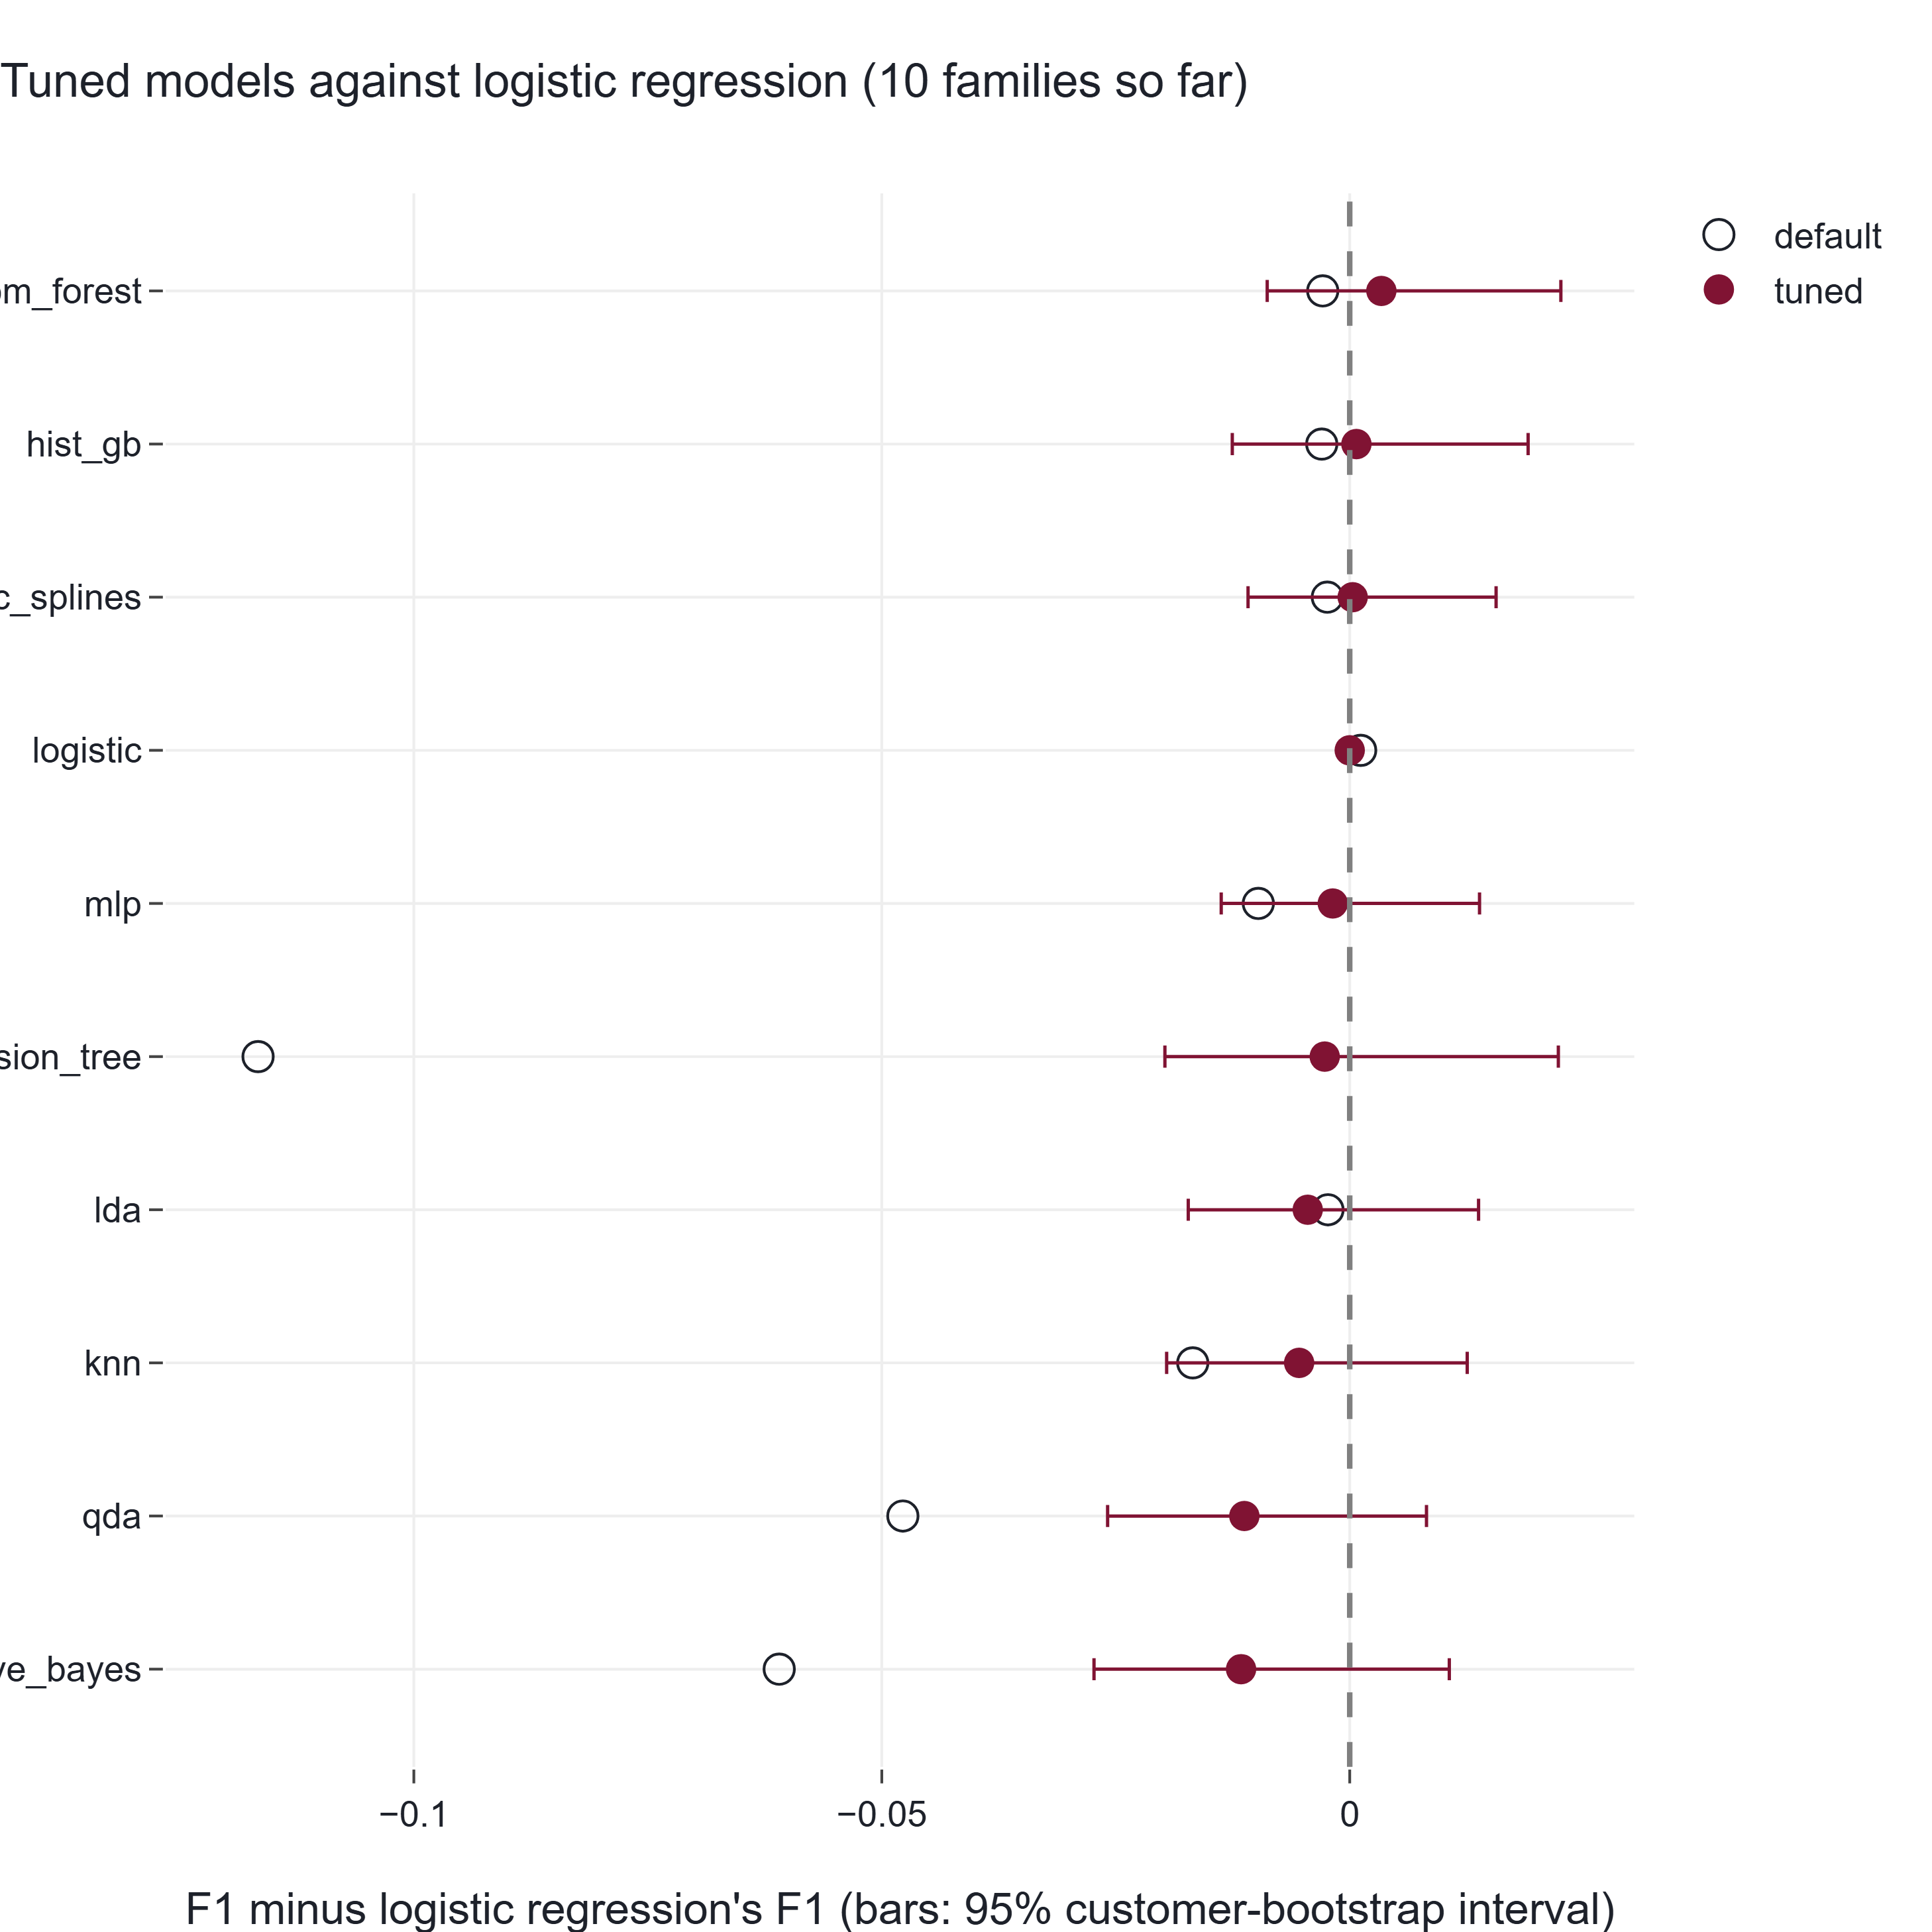 Tuned models against logistic regression (10 families so far)
default
tuned
om_forest
hist_gb
c_splines
logistic
mlp
sion_tree
lda
knn
qda
ve_bayes
−0.1
−0.05
0
F1 minus logistic regression's F1 (bars: 95% customer-bootstrap interval)